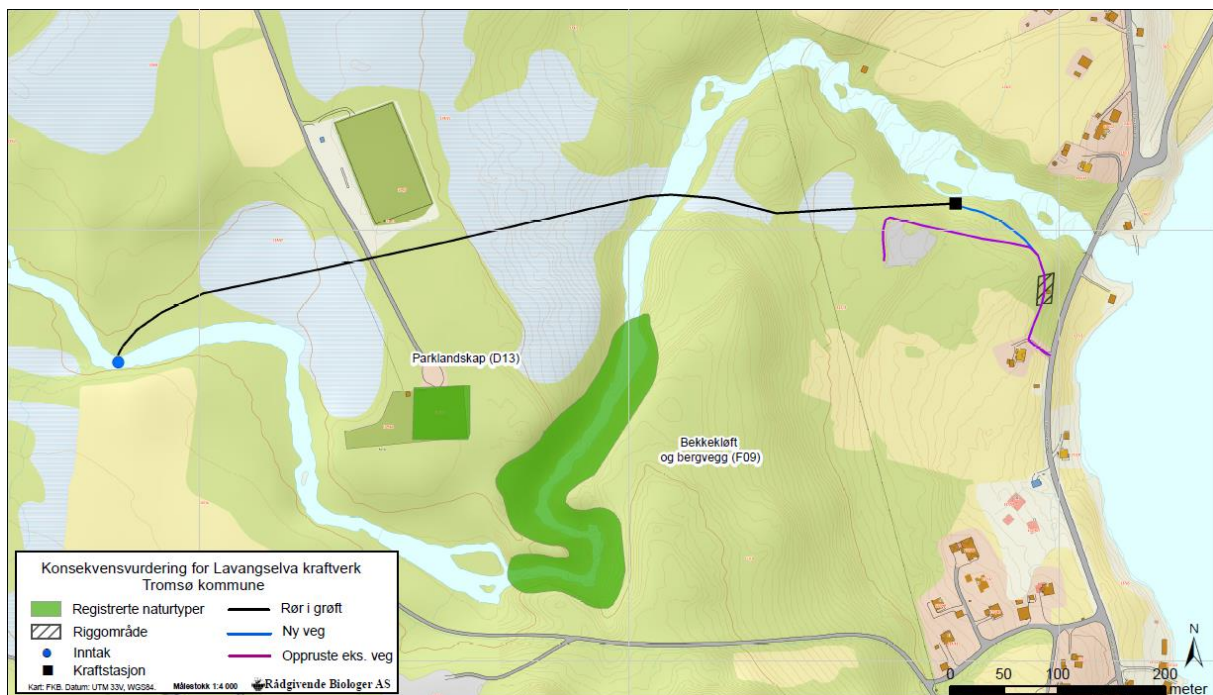 Parklandskap (D13)
Bekkekløft
og bergvegg (F09)
Konsekvensvurdering for Lavangselva kraftverk
Tromsø kommune
Registrerte naturtyper
Rør i grøft
Riggområde
Ny veg
Inntak
Oppruste eks. veg
Kraftstasjon
Kart: FKB. Datum: UTM 33V, WGS84. Målestokk 1:4 000 Rådgivende Biologer AS
N
0 50 100 200
meter